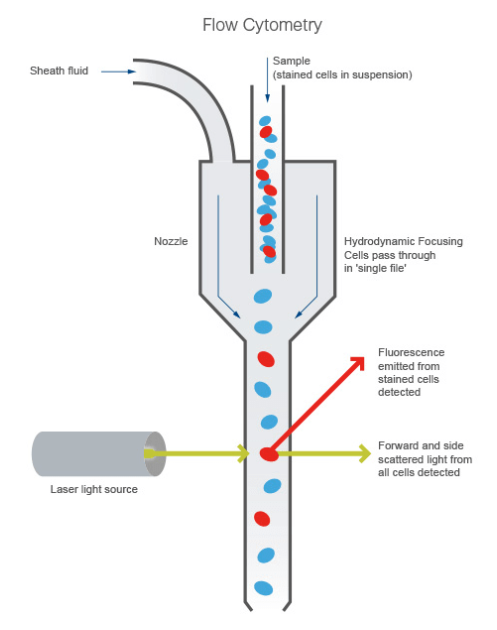 Flow Cytometry
Sheath fluid
Sample
(stained cells in suspension)
Nozzle
Hydrodynamic Focusing
Cells pass through
in 'single file'
Fluorescence
emitted from
stained cells
detected
Forward and side
scattered light from
all cells detected
Laser light source